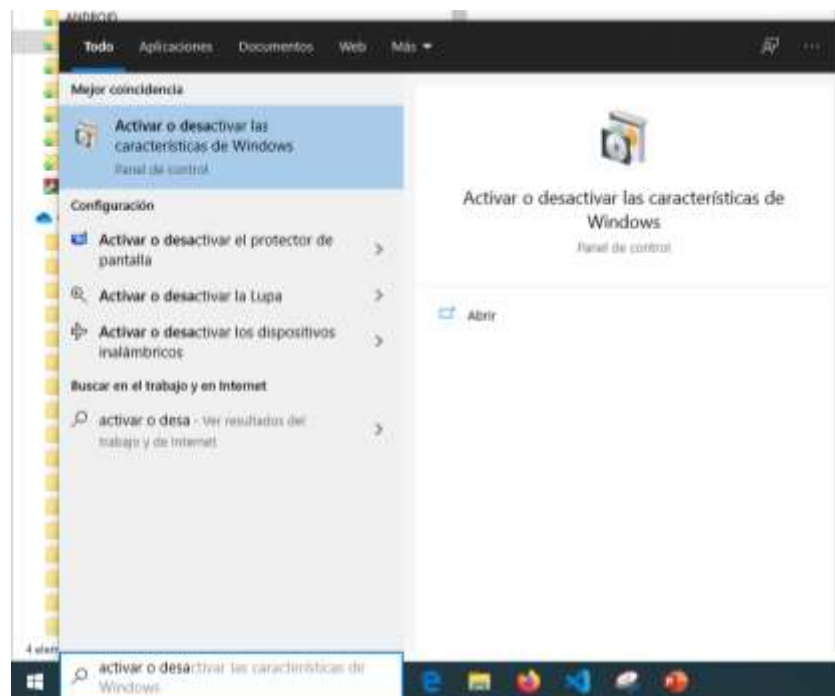 ANDROID
Todo Aplicaciones Documentos Web Más
Mejor coincidencia
Activar o desactivar las
características de Windows
Panel de control
Configuración
Activar o desactivar el protector de
pantalla
Activar o desactivar la Lupa
Activar o desactivar los dispositivos
inalámbricos
Buscar en el trabajo y en Internet
activar o desa - Ver resultados del
trabajo y de Internet
Activar o desactivar las características de
Windows
Panel de control
Abrir
activar o desactivar las características de
Windows